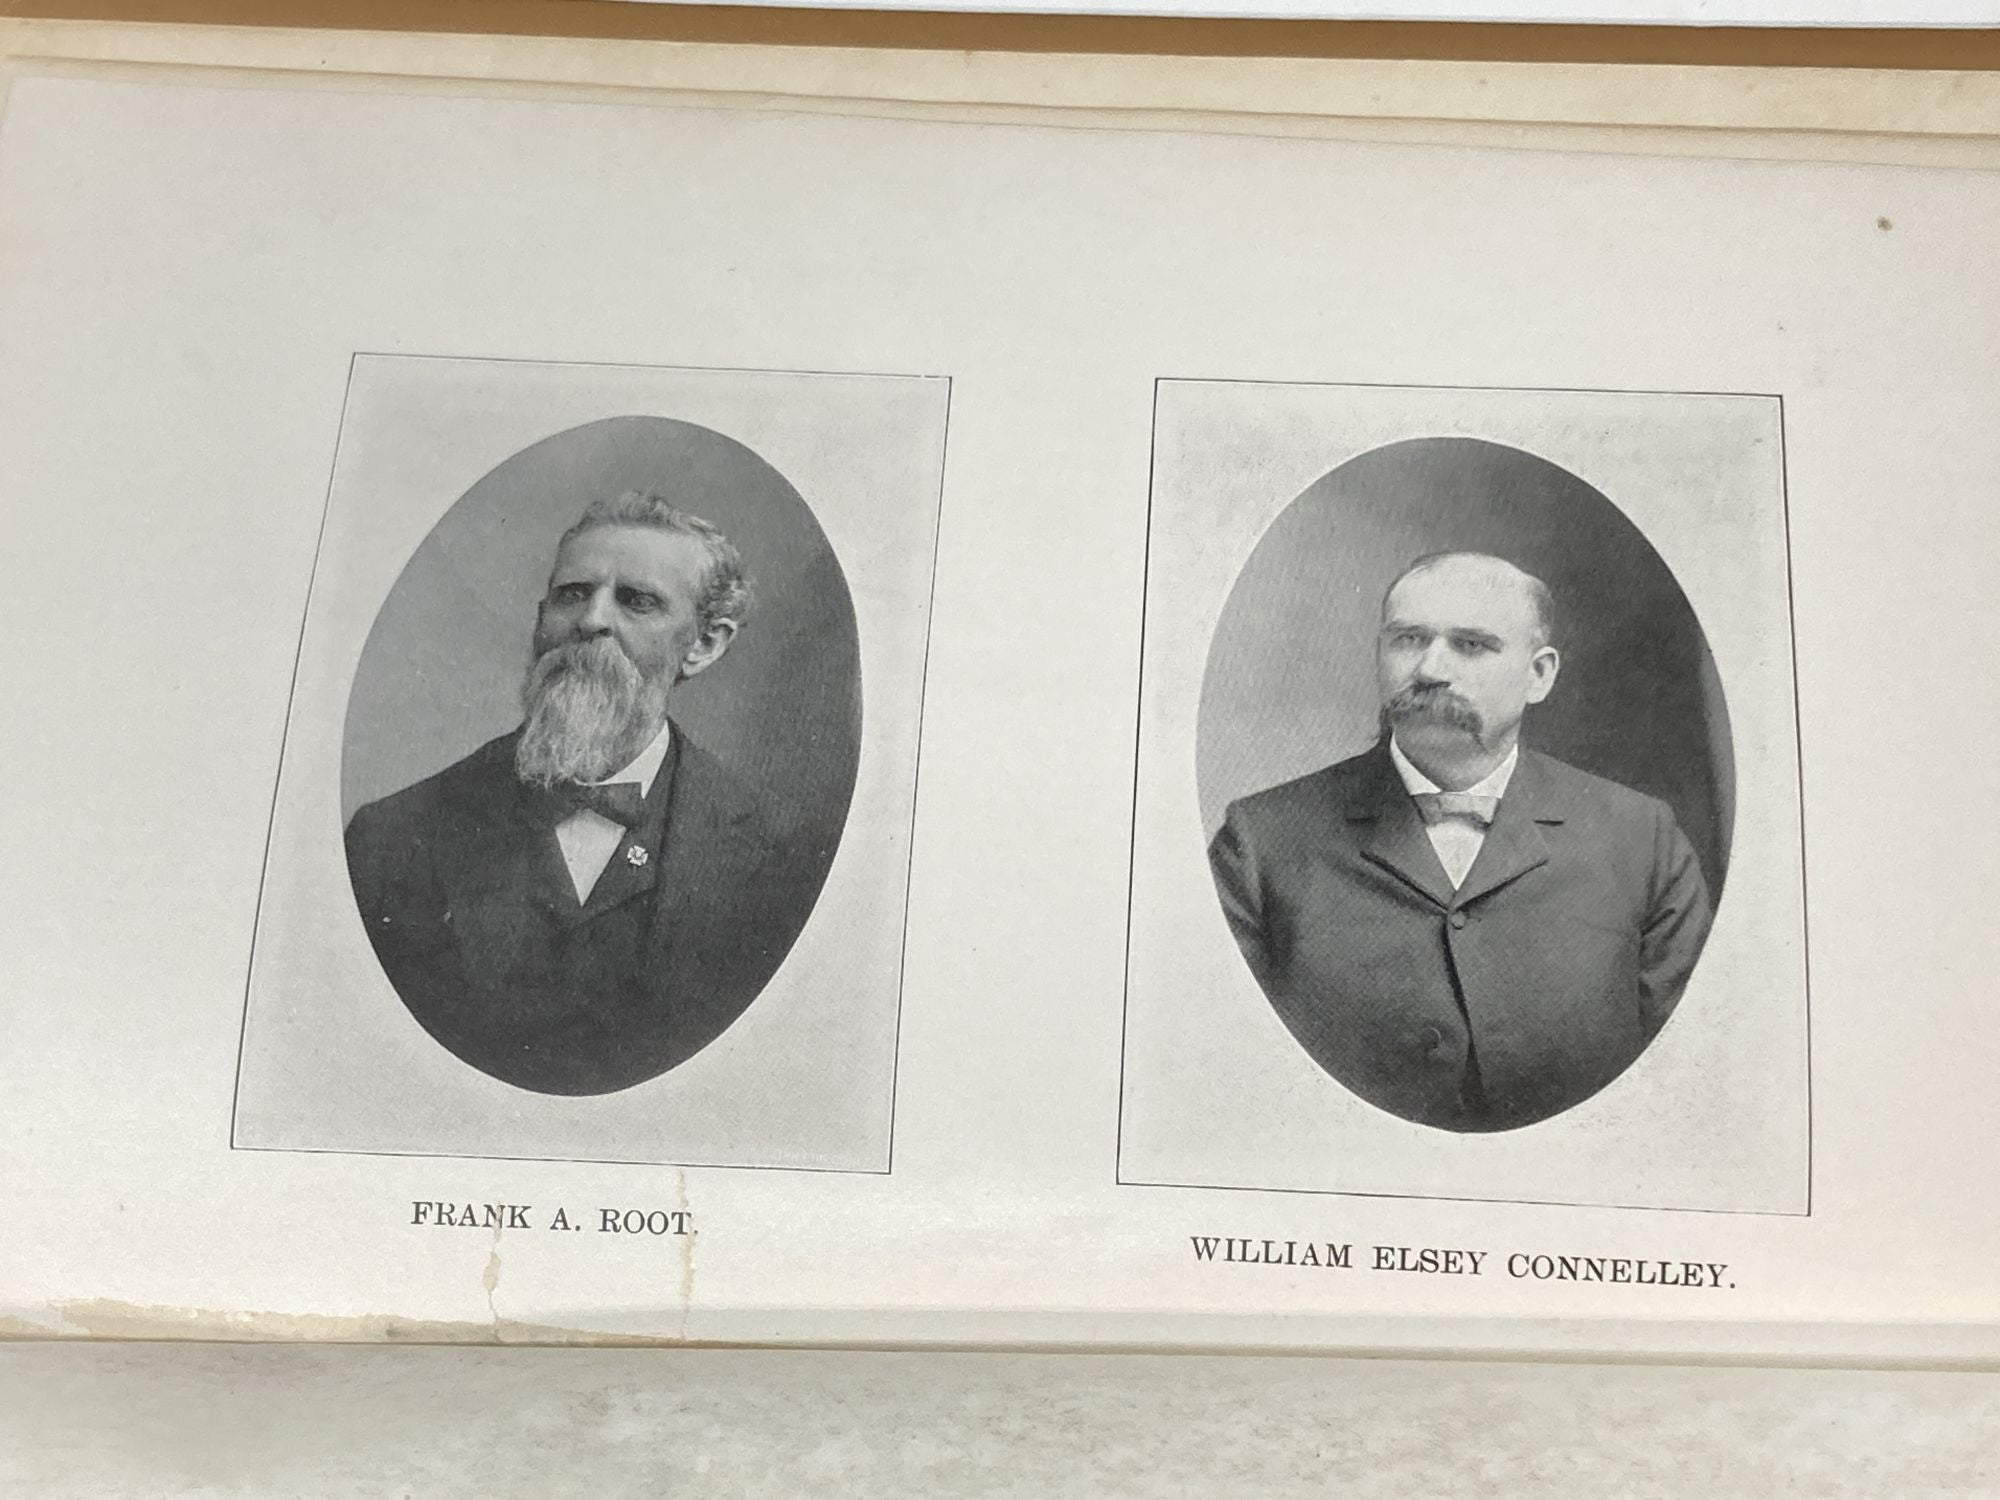 FRANK A. ROOT.
WILLIAM ELSEY CONNELLEY.